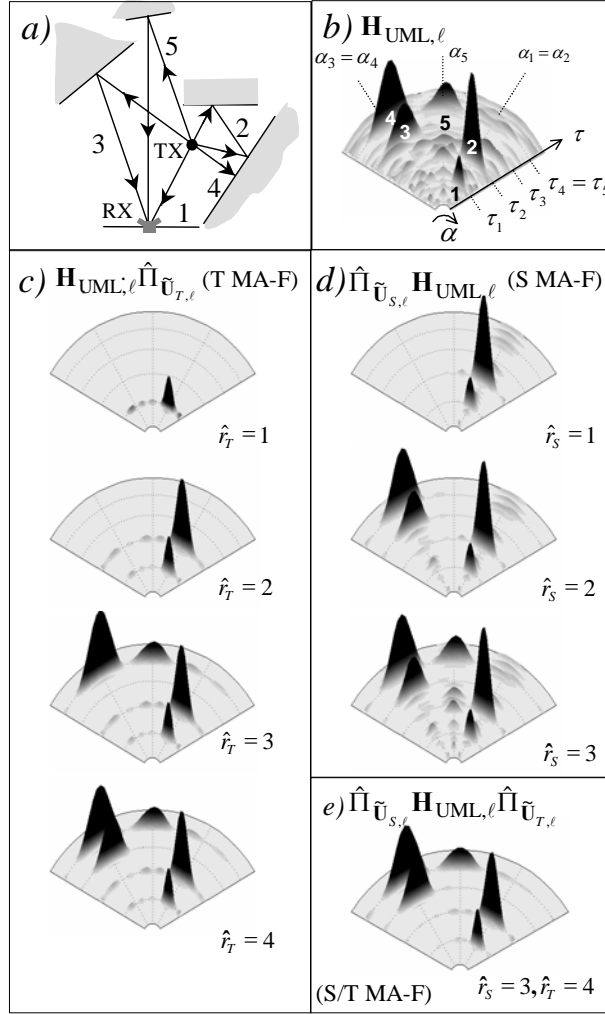 a)
5
2
3
TX
4
RX
1
b) H_UML,ℓ
α₃ = α₄
α₅
α₁ = α₂
4
3
5
2
1
τ
τ₁
τ₂
τ₃
τ₄ = τ₅
α
c) H_UML,ℓ Π̂_Ũ_T,ℓ (T MA-F)
r̂_T = 1
r̂_T = 2
r̂_T = 3
r̂_T = 4
d) Π̂_Ũ_S,ℓ H_UML,ℓ (S MA-F)
r̂_S = 1
r̂_S = 2
r̂_S = 3
e) Π̂_Ũ_S,ℓ H_UML,ℓ Π̂_Ũ_T,ℓ
(S/T MA-F)
r̂_S = 3, r̂_T = 4